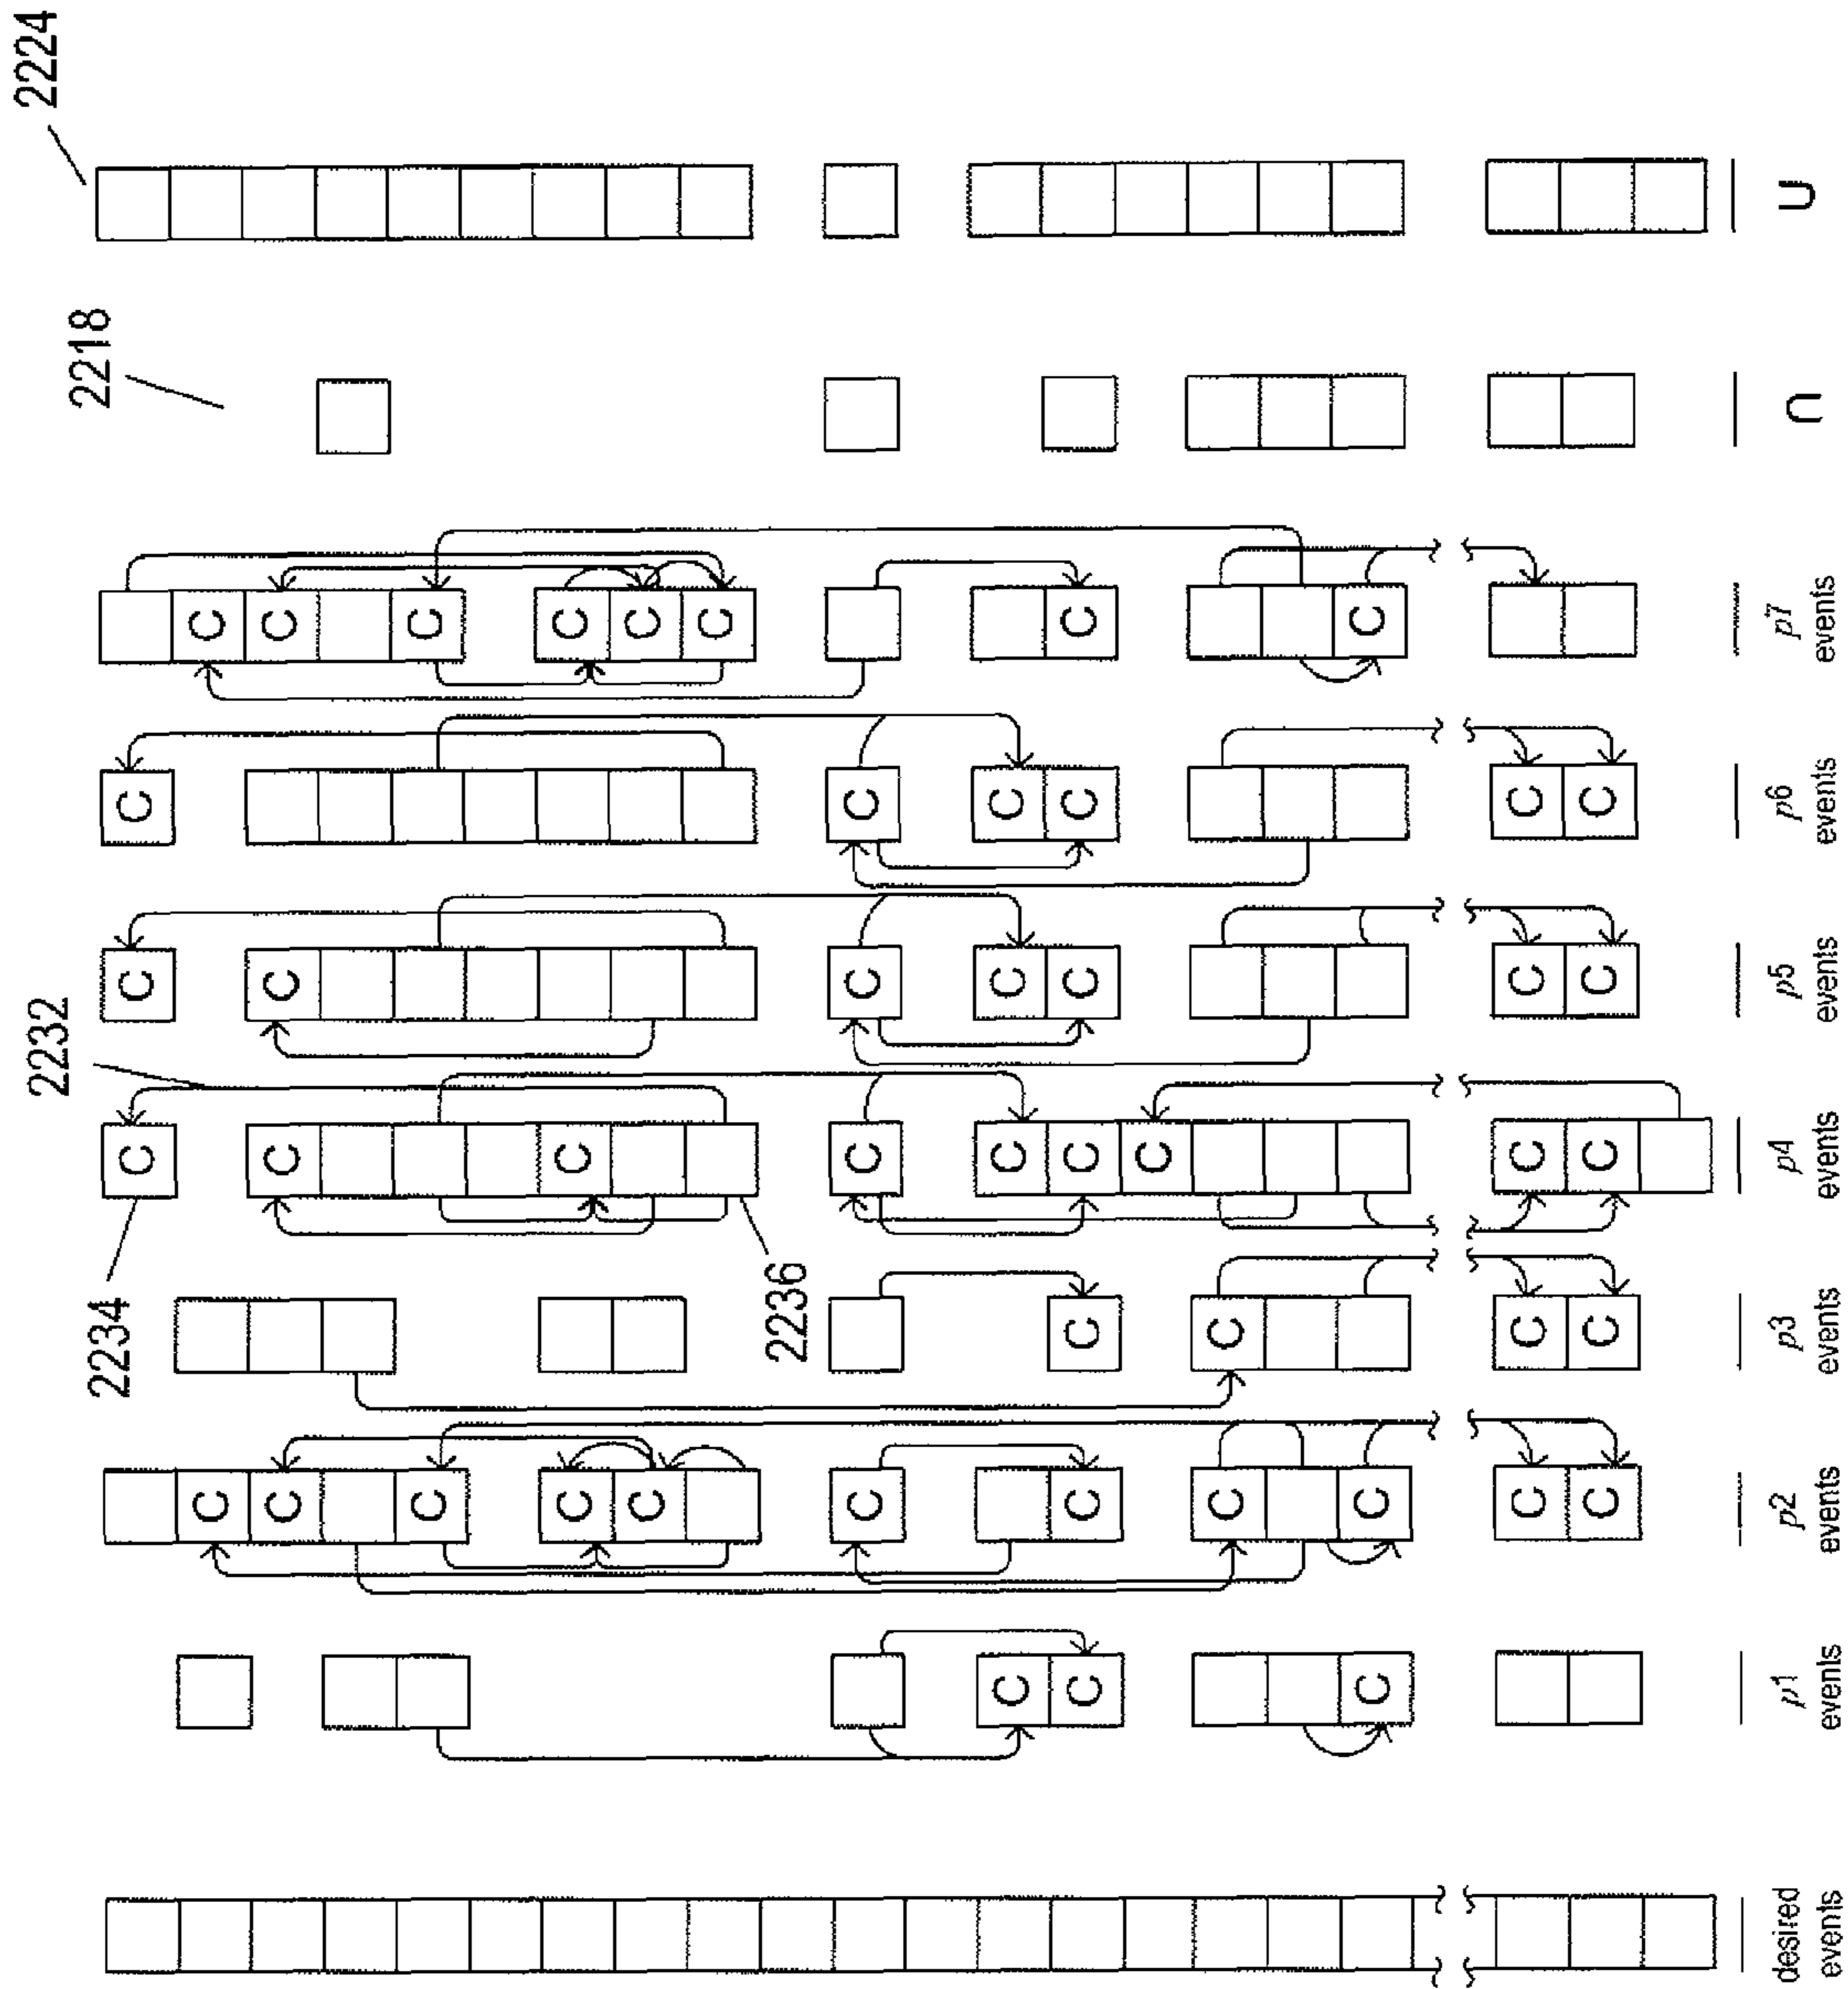 desired
events
p1
events
C C C
p2
events
C C C C C C C C C C C
p3
events
C C C C
2236
2234
p4
events
C C C C C C C C C
2232
p5
events
C C C C C C C
p6
events
C C C C C C
p7
events
C C C C C C C C
∩
2218
∪
2224